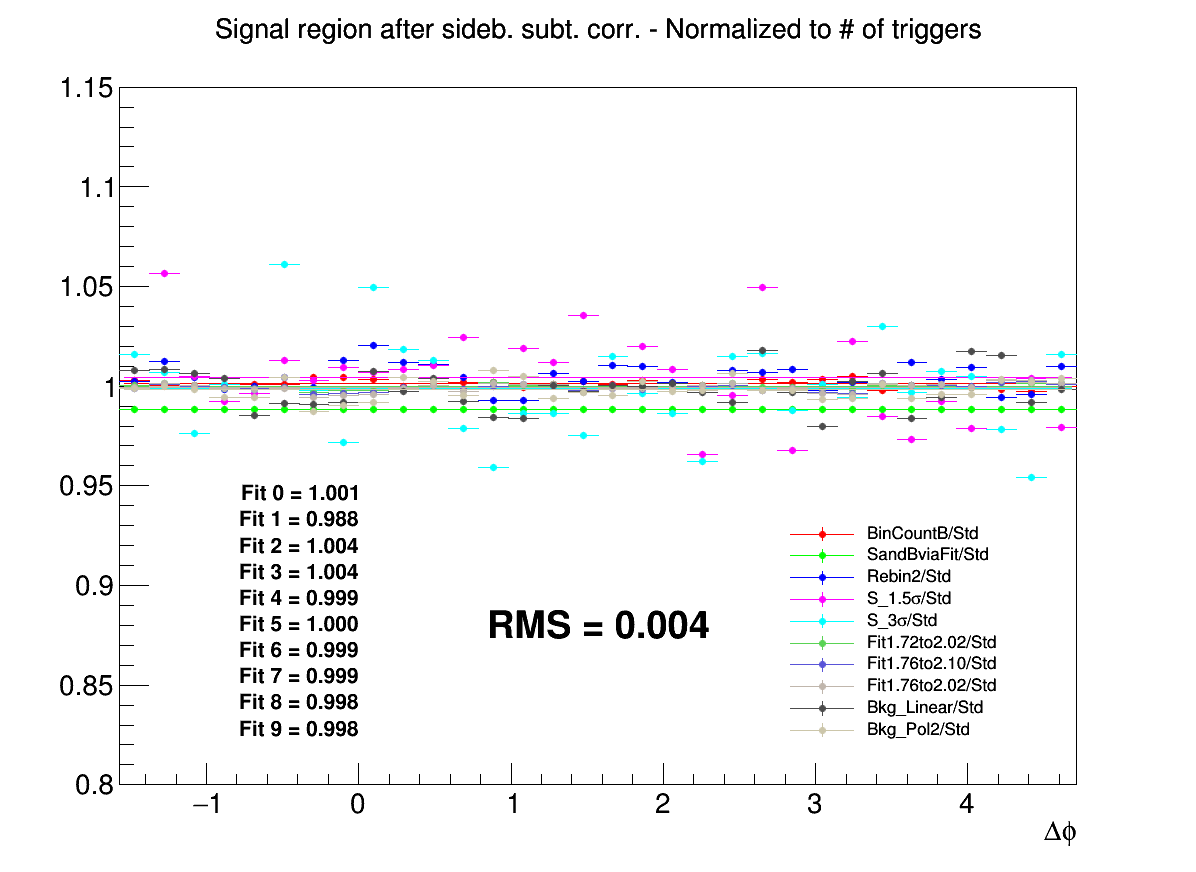 Signal region after sideb. subt. corr. - Normalized to # of triggers
1.15
1.1
1.05
1
0.95
0.9
0.85
0.8
Fit 0 = 1.001
Fit 1 = 0.988
Fit 2 = 1.004
Fit 3 = 1.004
Fit 4 = 0.999
Fit 5 = 1.000
Fit 6 = 0.999
Fit 7 = 0.999
Fit 8 = 0.998
Fit 9 = 0.998
RMS = 0.004
BinCountB/Std
SandBviaFit/Std
Rebin2/Std
S_1.5σ/Std
S_3σ/Std
Fit1.72to2.02/Std
Fit1.76to2.10/Std
Fit1.76to2.02/Std
Bkg_Linear/Std
Bkg_Pol2/Std
−1 0 1 2 3 4
Δϕ